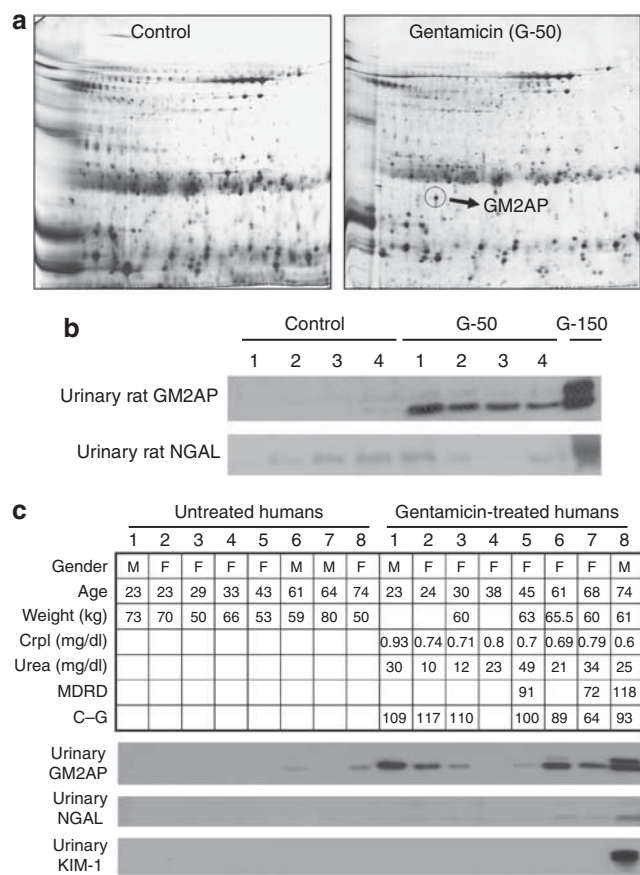 a
Control
Gentamicin (G-50)
GM2AP
b
Control G-50 G-150
1 2 3 4 1 2 3 4
Urinary rat GM2AP
Urinary rat NGAL
c
Untreated humans Gentamicin-treated humans
1 2 3 4 5 6 7 8 1 2 3 4 5 6 7 8
Gender M F F F F M M F M F F F F F F M
Age 23 23 29 33 43 61 64 74 23 24 30 38 45 61 68 74
Weight (kg) 73 70 50 66 53 59 80 50 60 63 65.5 60 61
Crpl (mg/dl) 0.93 0.74 0.71 0.8 0.7 0.69 0.79 0.6
Urea (mg/dl) 30 10 12 23 49 21 34 25
MDRD 91 72 118
C–G 109 117 110 100 89 64 93
Urinary
GM2AP
Urinary
NGAL
Urinary
KIM-1